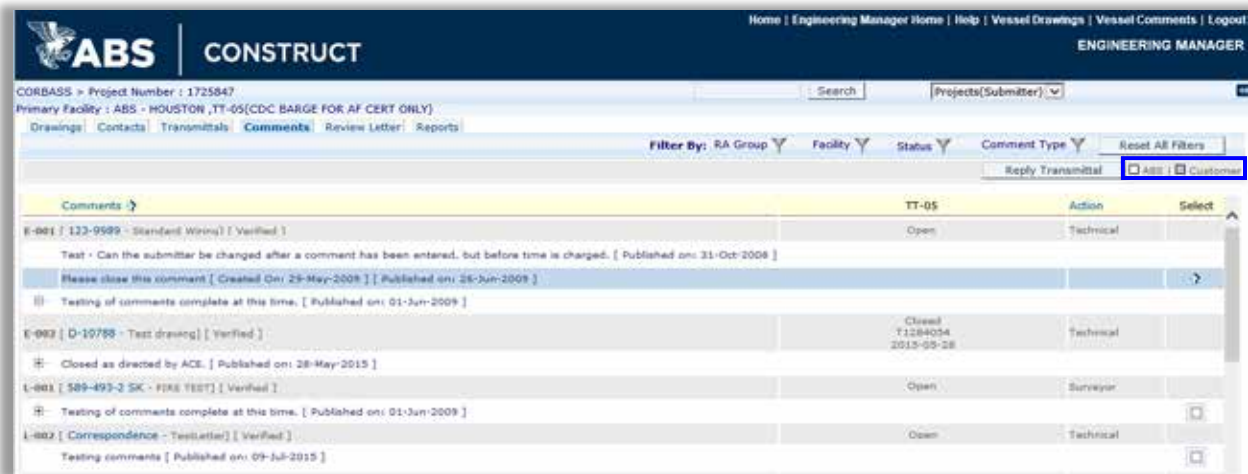 Home | Engineering Manager Home | Help | Vessel Drawings | Vessel Comments | Logout
ABS | CONSTRUCT
ENGINEERING MANAGER
CORBASS > Project Number : 1725847
Search
Projects(Submitter)
Primary Facility : ABS - HOUSTON ,TT-05(CDC BARGE FOR AF CERT ONLY)
Drawings Contacts Transmittals Comments Review Letter Reports
Filter By: RA Group Facility Status Comment Type Reset All Filters
Reply Transmittal ABS | Customer
Comments TT-05 Action Select
E-001 [ 123-9989 - Standard Wiring] [ Verified ] Open Technical
Test - Can the submitter be changed after a comment has been entered, but before time is charged. [ Published on: 31-Oct-2008 ]
Please close this comment [ Created On: 29-May-2009 ] [ Published on: 26-Jun-2009 ]
Testing of comments complete at this time. [ Published on: 01-Jun-2009 ]
E-002 [ D-10788 - Test drawing] [ Verified ] Closed T1284054 2015-05-28 Technical
Closed as directed by ACE. [ Published on: 28-May-2015 ]
L-001 [ 589-493-2 SK - FIRE TEST] [ Verified ] Open Surveyor
Testing of comments complete at this time. [ Published on: 01-Jun-2009 ]
L-002 [ Correspondence - TestLetter] [ Verified ] Open Technical
Testing comments [ Published on: 09-Jul-2015 ]